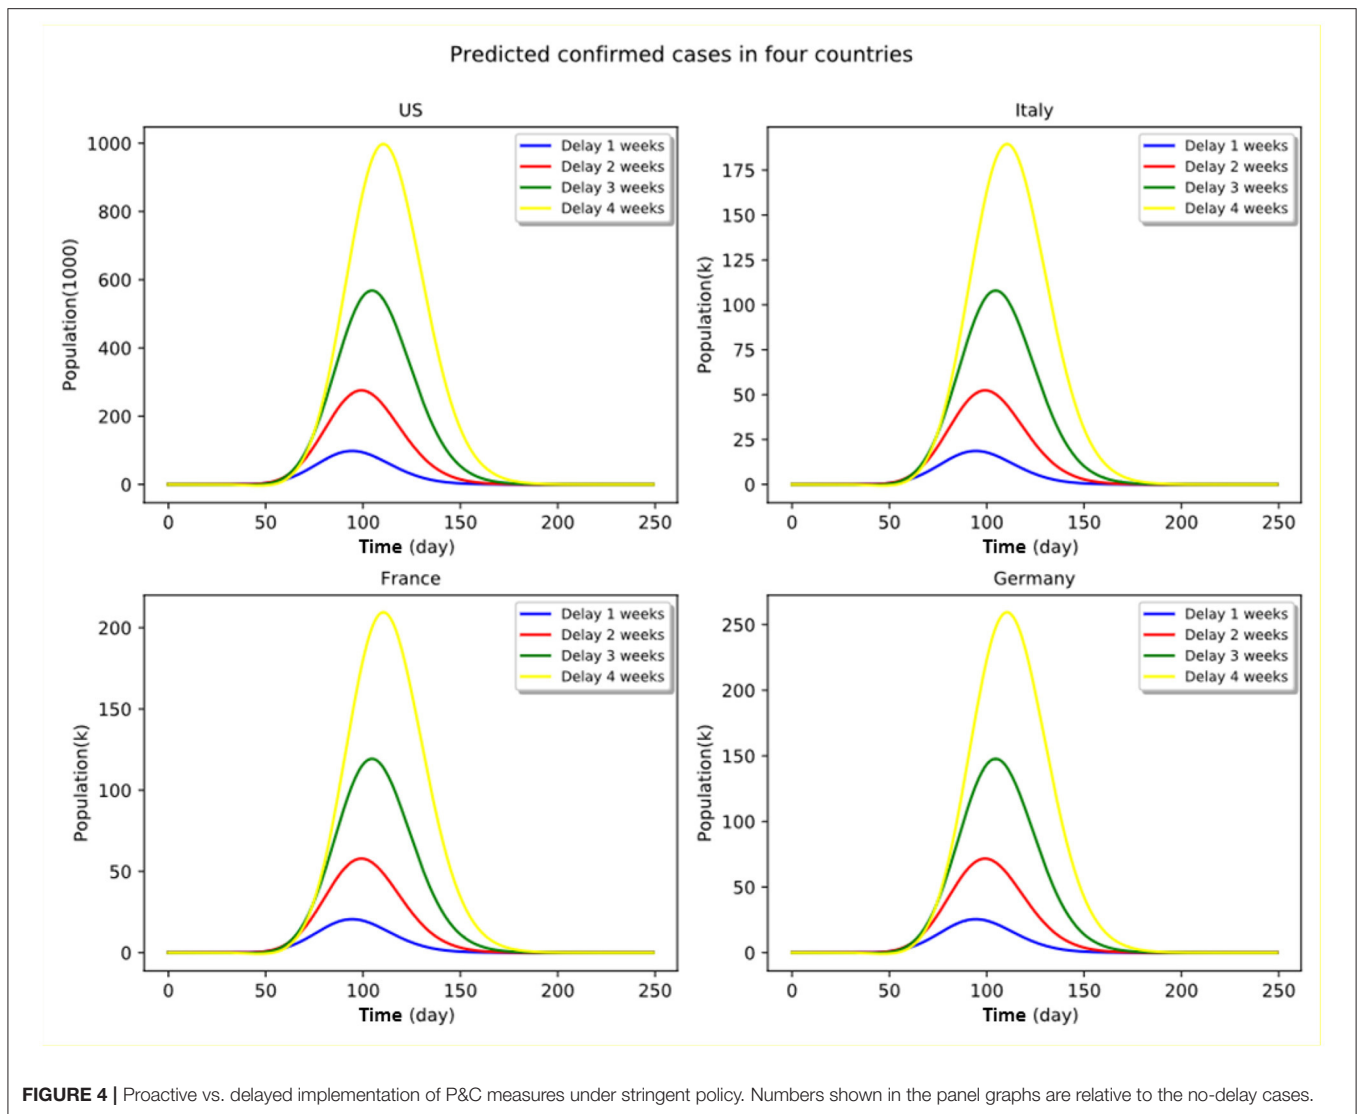 Predicted confirmed cases in four countries
US
Population(1000)
1000
800
600
400
200
0
Delay 1 weeks
Delay 2 weeks
Delay 3 weeks
Delay 4 weeks
0 50 100 150 200 250
Time (day)
Italy
Population(k)
175
150
125
100
75
50
25
0
Delay 1 weeks
Delay 2 weeks
Delay 3 weeks
Delay 4 weeks
0 50 100 150 200 250
Time (day)
France
Population(k)
200
150
100
50
0
Delay 1 weeks
Delay 2 weeks
Delay 3 weeks
Delay 4 weeks
0 50 100 150 200 250
Time (day)
Germany
Population(k)
250
200
150
100
50
0
Delay 1 weeks
Delay 2 weeks
Delay 3 weeks
Delay 4 weeks
0 50 100 150 200 250
Time (day)
FIGURE 4 | Proactive vs. delayed implementation of P&C measures under stringent policy. Numbers shown in the panel graphs are relative to the no-delay cases.